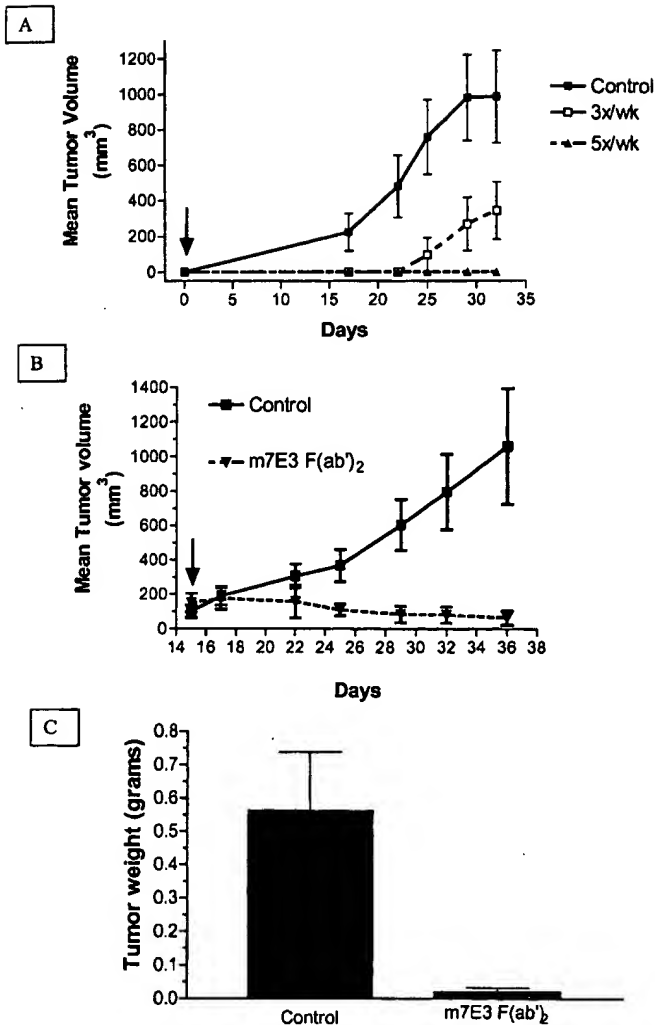 A
Mean Tumor Volume
(mm3)
1200
1000
800
600
400
200
0
0 5 10 15 20 25 30 35
Days
Control
3x/wk
5x/wk
B
Mean Tumor volume
(mm3)
1400
1200
1000
800
600
400
200
0
14 16 18 20 22 24 26 28 30 32 34 36 38
Days
Control
m7E3 F(ab')2
C
Tumor weight (grams)
0.8
0.7
0.6
0.5
0.4
0.3
0.2
0.1
0.0
Control
m7E3 F(ab')2